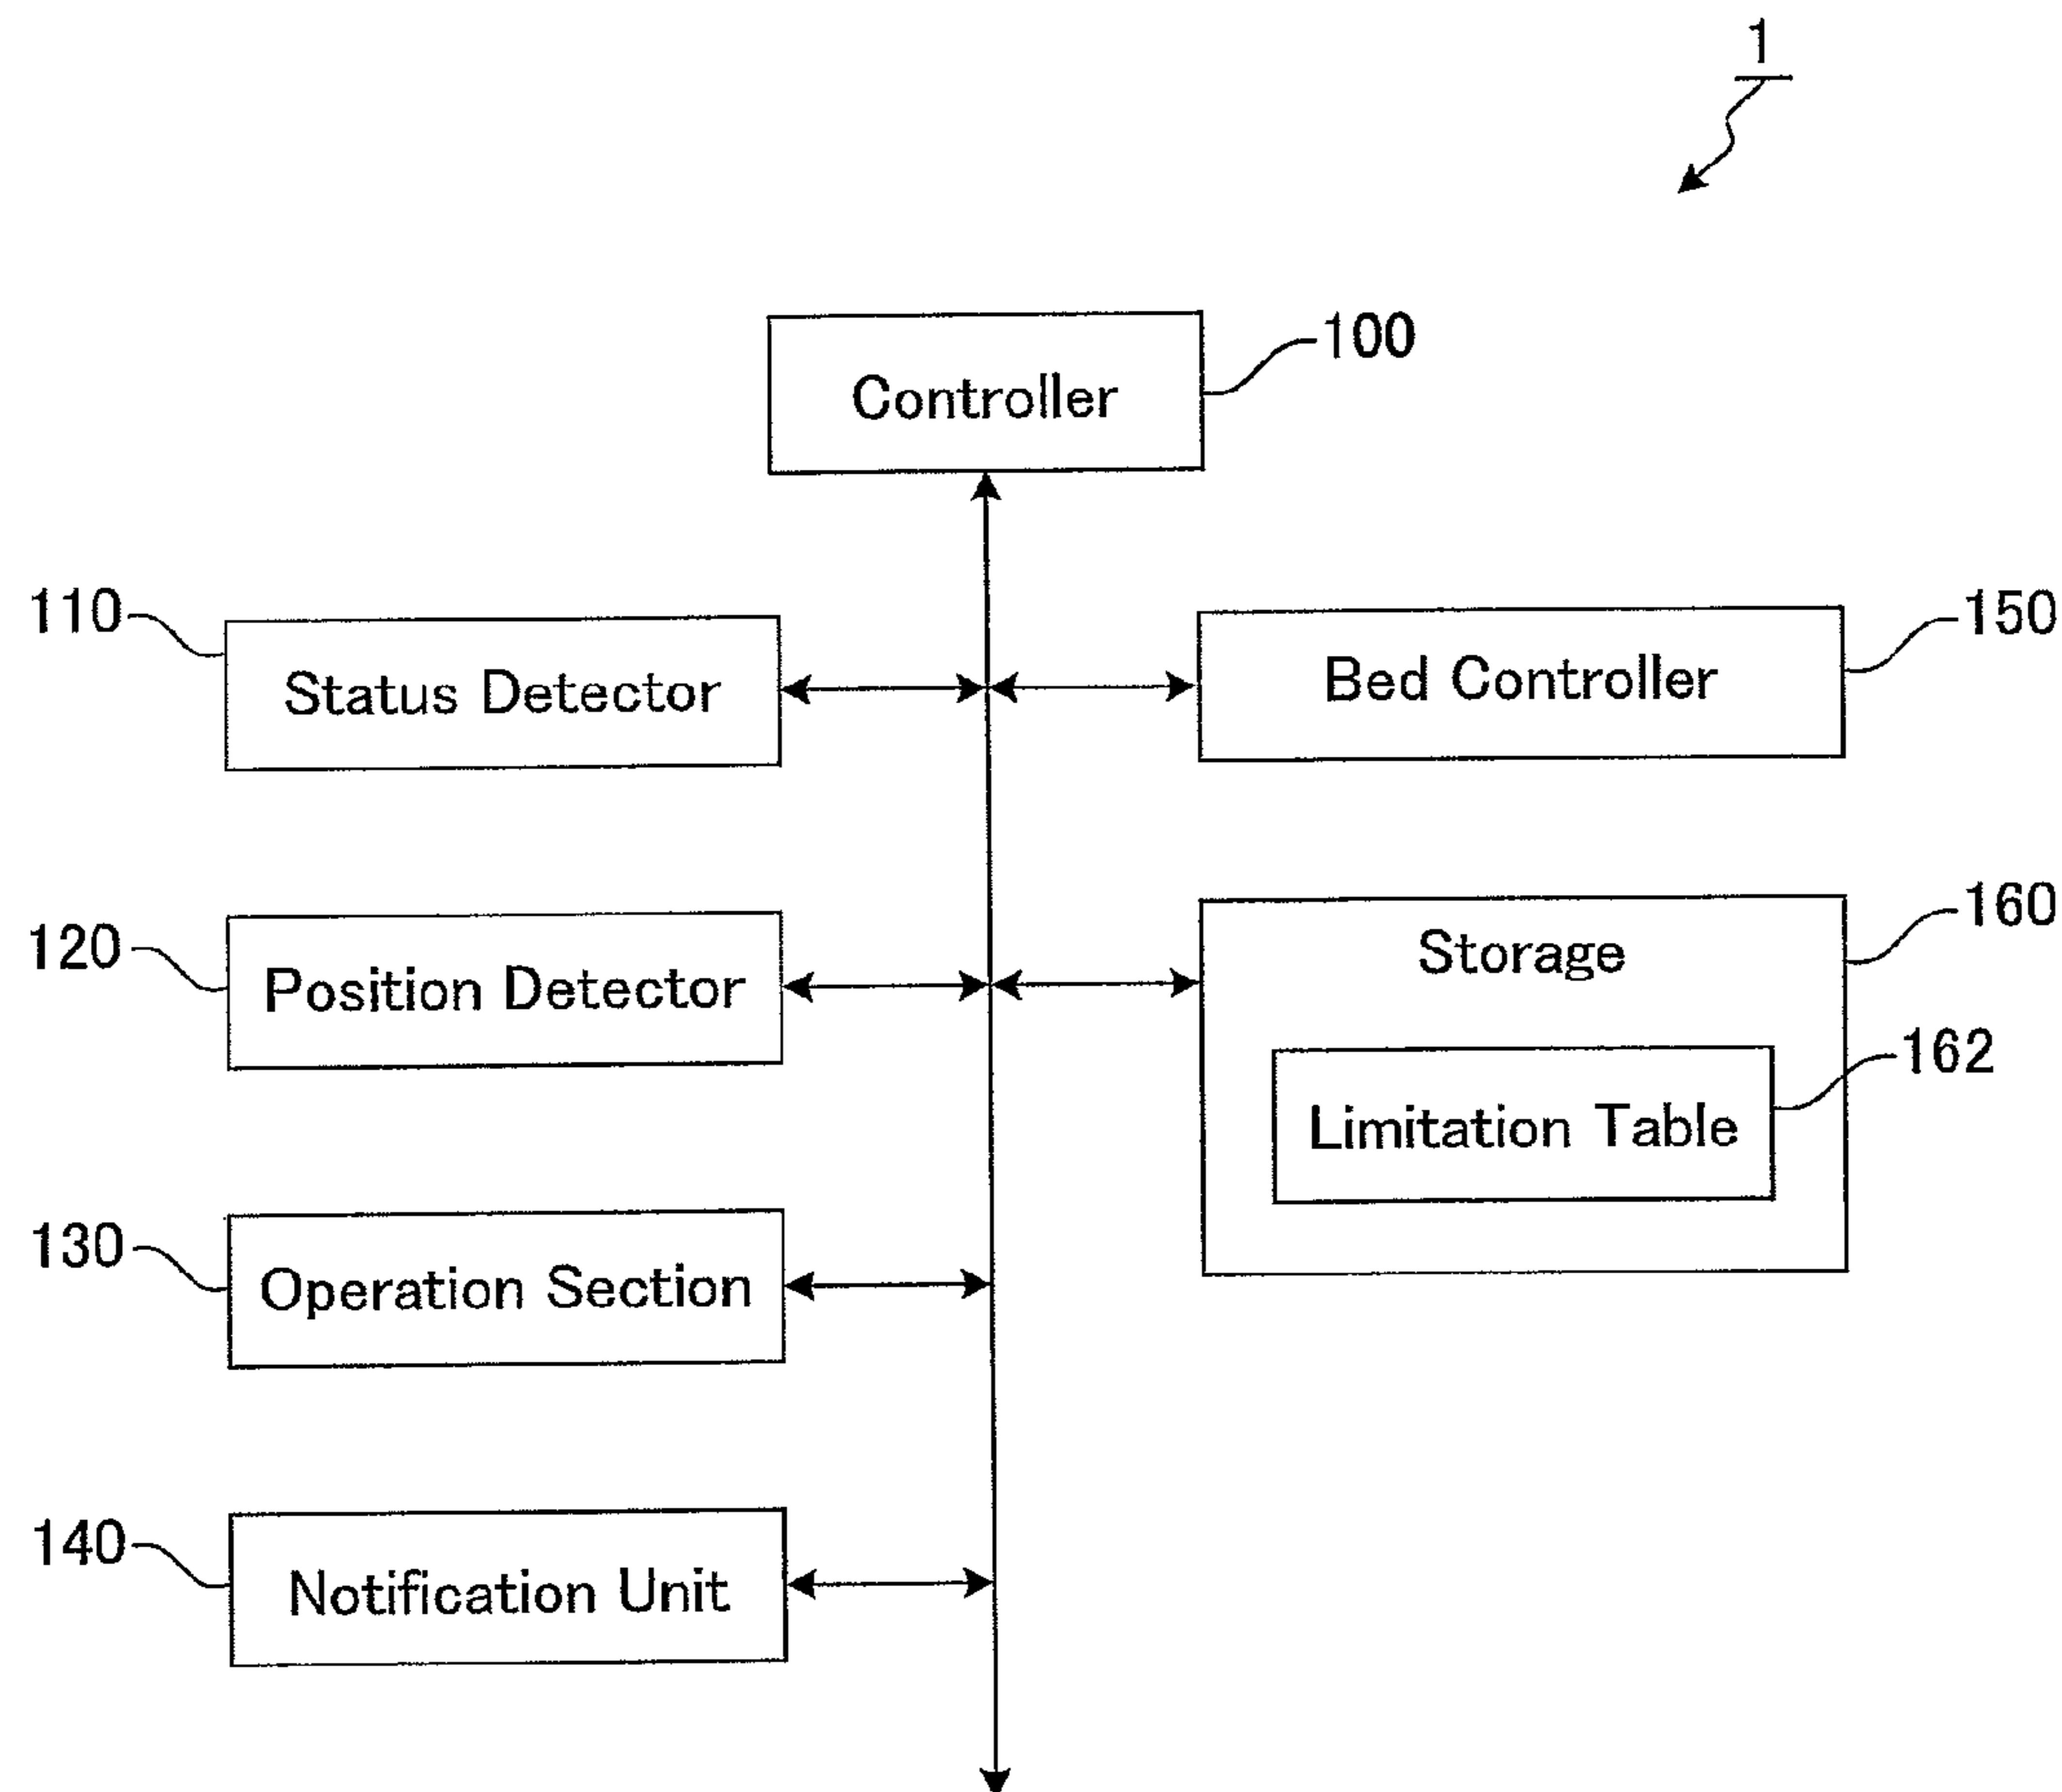 1
Controller
100
110
Status Detector
Bed Controller
150
120
Position Detector
Storage
160
Limitation Table
162
130
Operation Section
140
Notification Unit